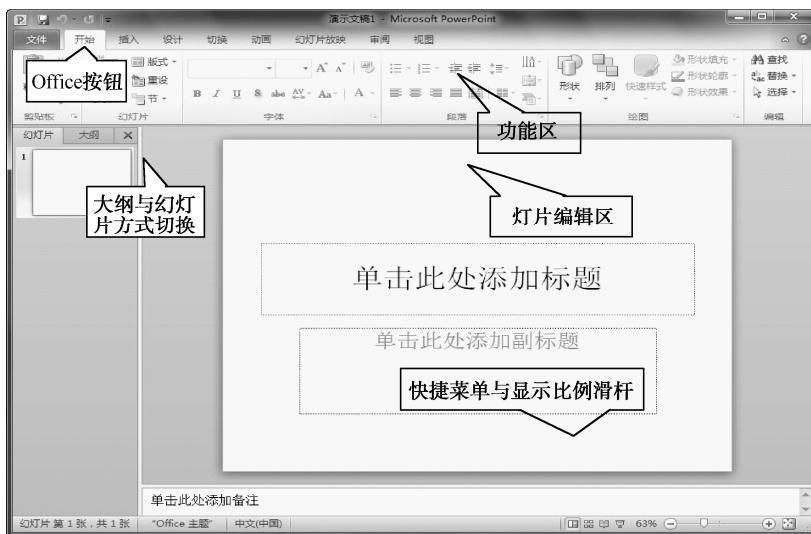 演示文稿1 - Microsoft PowerPoint
文件 开始 插入 设计 切换 动画 幻灯片放映 审阅 视图
版式
重设
节
B I U S abc AV Aa A
形状 排列 快速样式
形状填充
形状轮廓
形状效果
查找
替换
选择
剪贴板 幻灯片 字体 段落 绘图 编辑
Office按钮
功能区
幻灯片 大纲
1
大纲与幻灯
片方式切换
灯片编辑区
单击此处添加标题
单击此处添加副标题
快捷菜单与显示比例滑杆
单击此处添加备注
幻灯片 第 1 张，共 1 张 "Office 主题" 中文(中国) 63%